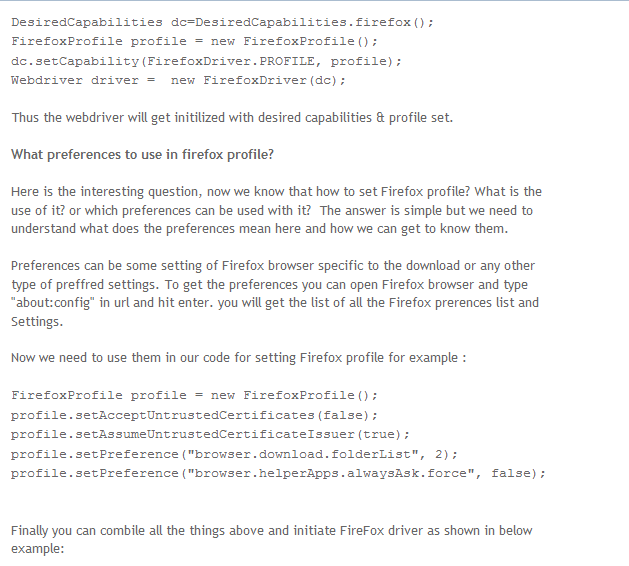 DesiredCapabilities dc=DesiredCapabilities.firefox();
FirefoxProfile profile = new FirefoxProfile();
dc.setCapability(FirefoxDriver.PROFILE, profile);
Webdriver driver =  new FirefoxDriver(dc);
Thus the webdriver will get initilized with desired capabilities & profile set.
What preferences to use in firefox profile?
Here is the interesting question, now we know that how to set Firefox profile? What is the
use of it? or which preferences can be used with it?  The answer is simple but we need to
understand what does the preferences mean here and how we can get to know them.
Preferences can be some setting of Firefox browser specific to the download or any other
type of preffred settings. To get the preferences you can open Firefox browser and type
"about:config" in url and hit enter. you will get the list of all the Firefox prerences list and
Settings.
Now we need to use them in our code for setting Firefox profile for example :
FirefoxProfile profile = new FirefoxProfile();
profile.setAcceptUntrustedCertificates(false);
profile.setAssumeUntrustedCertificateIssuer(true);
profile.setPreference("browser.download.folderList", 2);
profile.setPreference("browser.helperApps.alwaysAsk.force", false);
Finally you can combile all the things above and initiate FireFox driver as shown in below
example: